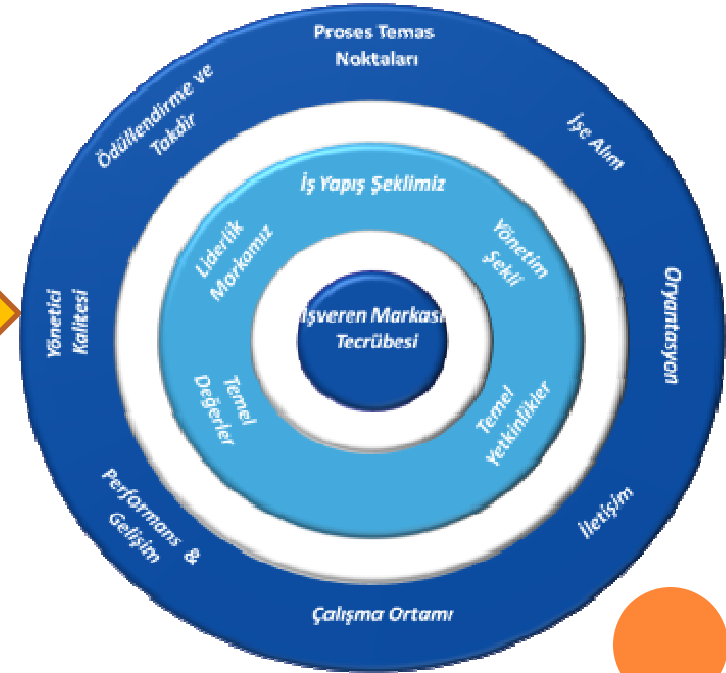 Proses Temas
Noktaları
İşe Alım
Oryantasyon
İletişim
Çalışma Ortamı
Performans &
Gelişim
Yönetici
Kalitesi
Ödüllendirme ve
Takdir
İş Yapış Şeklimiz
Yönetim
Şekli
Temel
Yetkinlikler
Temel
Değerler
Liderlik
Markamız
İşveren Markası
Tecrübesi